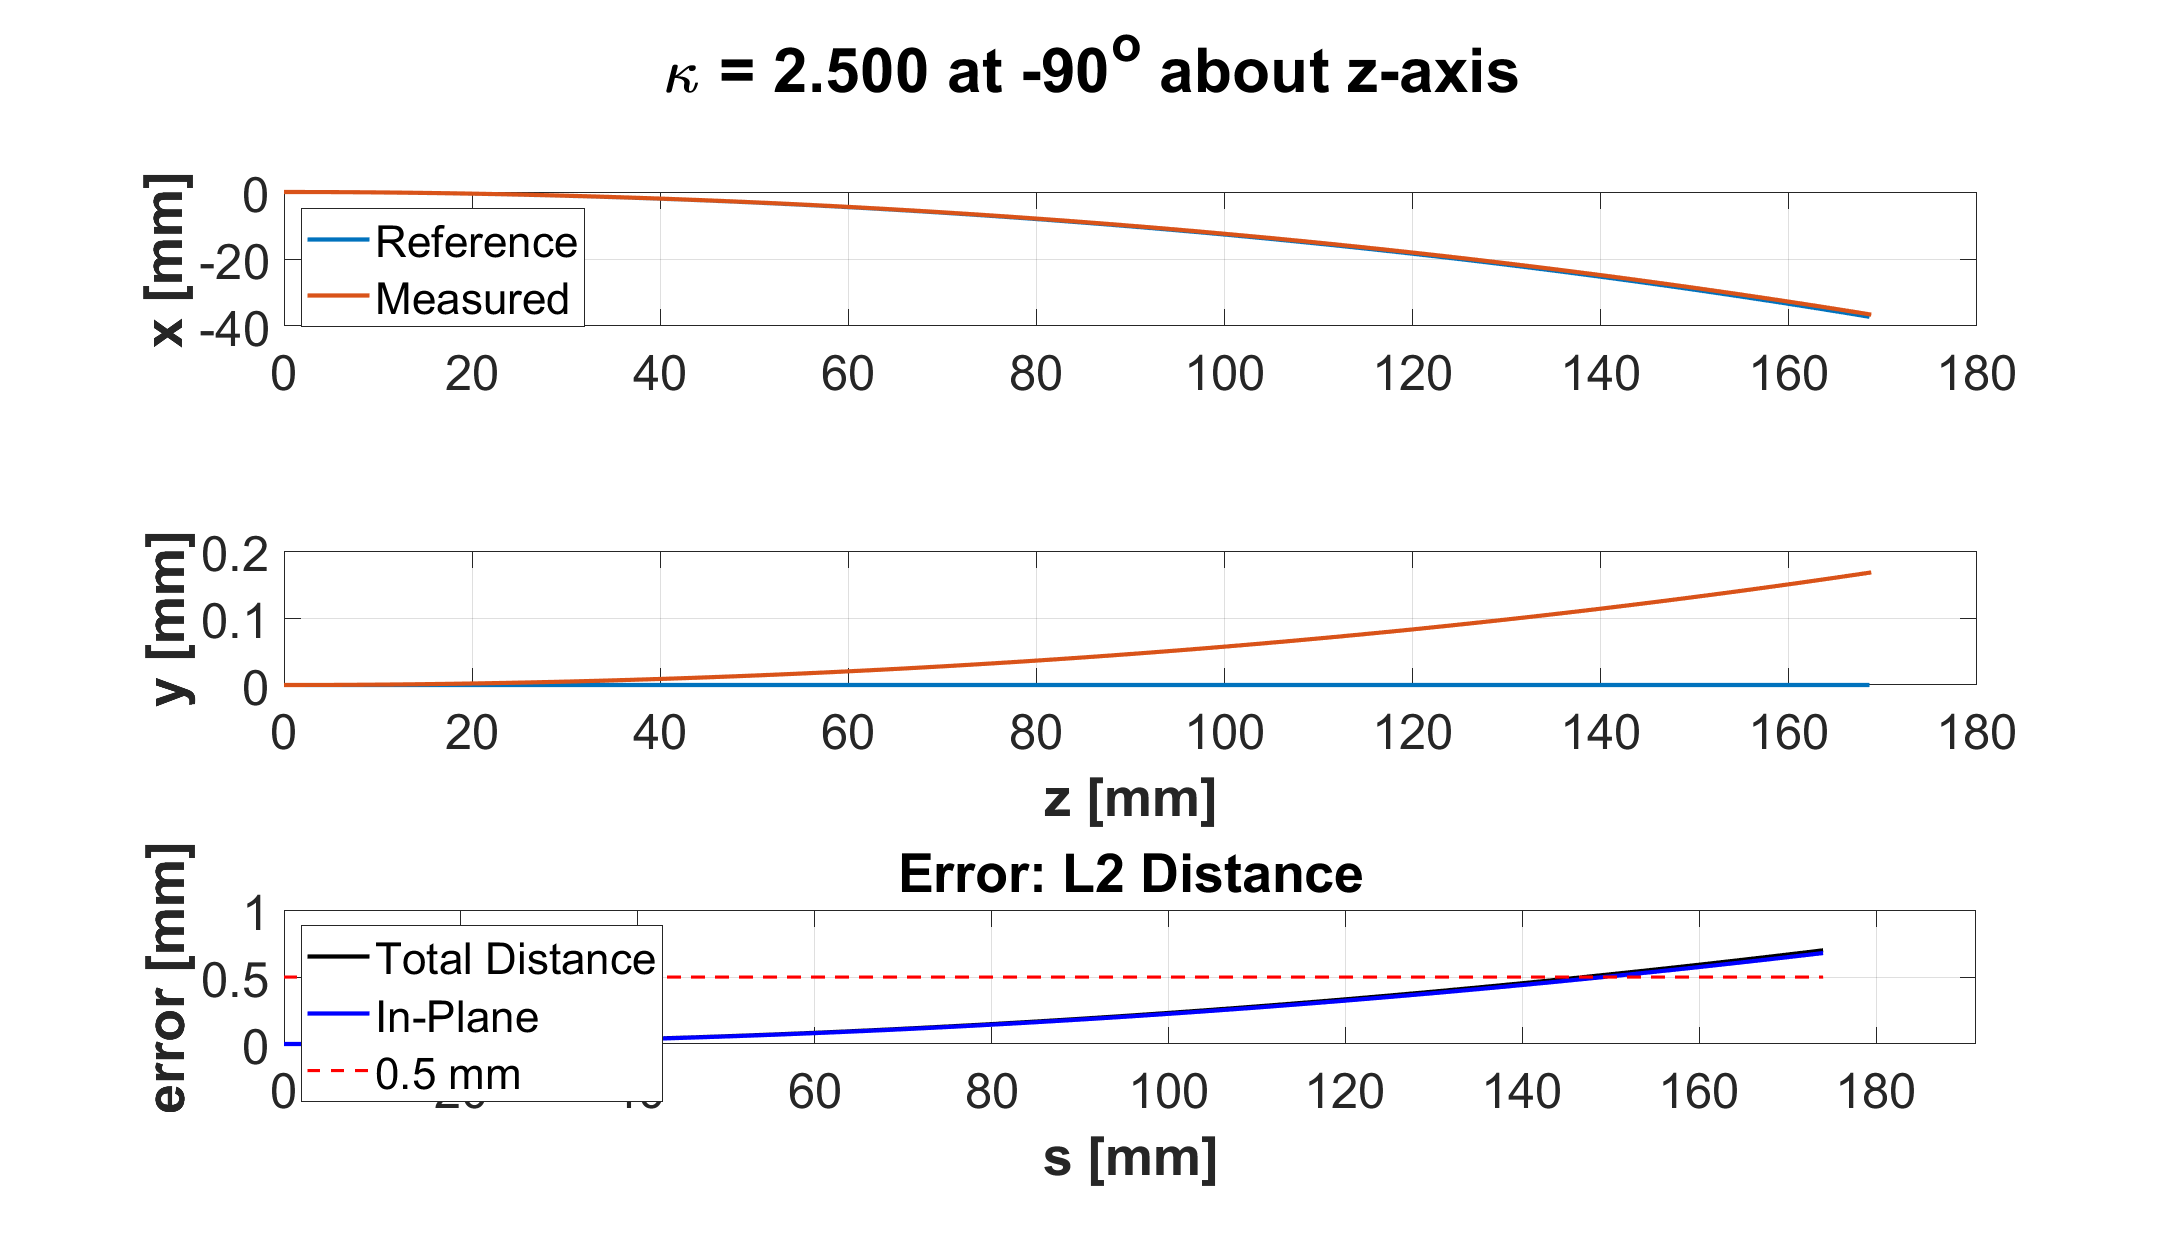 κ = 2.500 at -90° about z-axis
x [mm]
0
-20
-40
Reference
Measured
0 20 40 60 80 100 120 140 160 180
y [mm]
0.2
0.1
0
0 20 40 60 80 100 120 140 160 180
z [mm]
Error: L2 Distance
error [mm]
1
0.5
0
Total Distance
In-Plane
0.5 mm
0 60 80 100 120 140 160 180
s [mm]